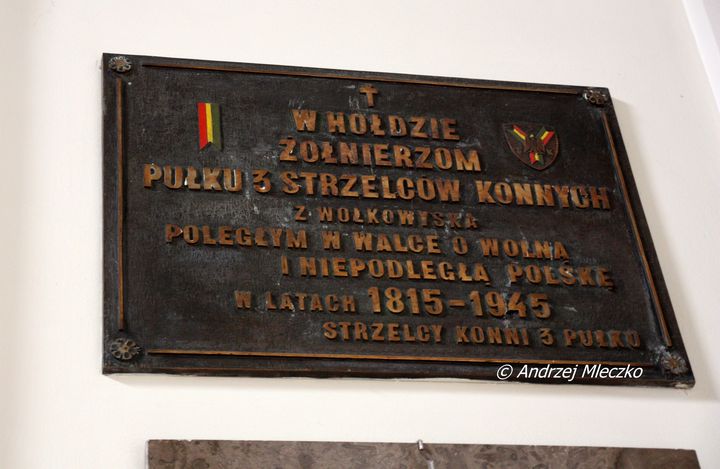 W HOŁDZIE
ŻOŁNIERZOM
PUŁKU 3 STRZELCÓW KONNYCH
Z WOŁKOWYSKA
POLEGŁYM W WALCE O WOLNĄ
I NIEPODLEGŁĄ POLSKĘ
W LATACH 1815-1945
STRZELCY KONNI 3 PUŁKU
© Andrzej Mleczko